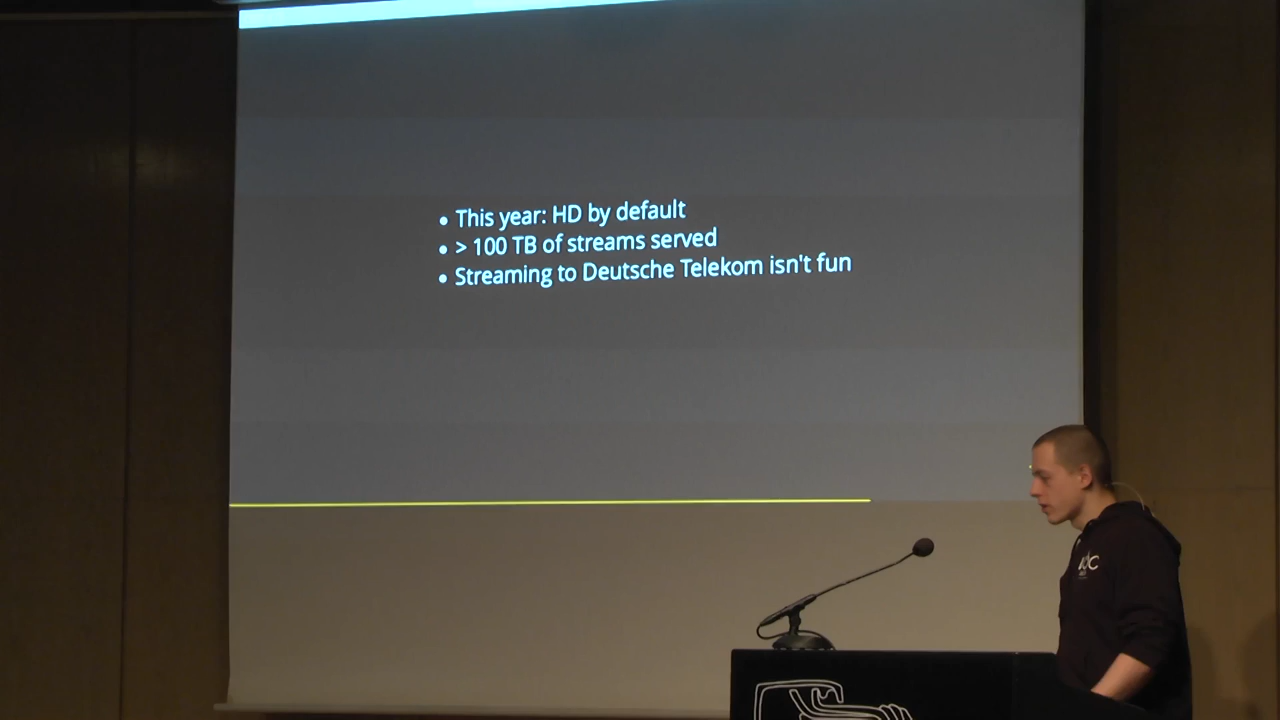 • This year: HD by default
• > 100 TB of streams served
• Streaming to Deutsche Telekom isn't fun